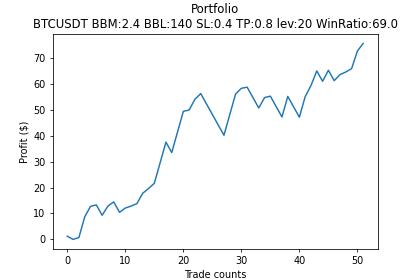 Portfolio
BTCUSDT BBM:2.4 BBL:140 SL:0.4 TP:0.8 lev:20 WinRatio:69.0
70
60
50
40
30
20
10
0
Profit ($)
0 10 20 30 40 50
Trade counts